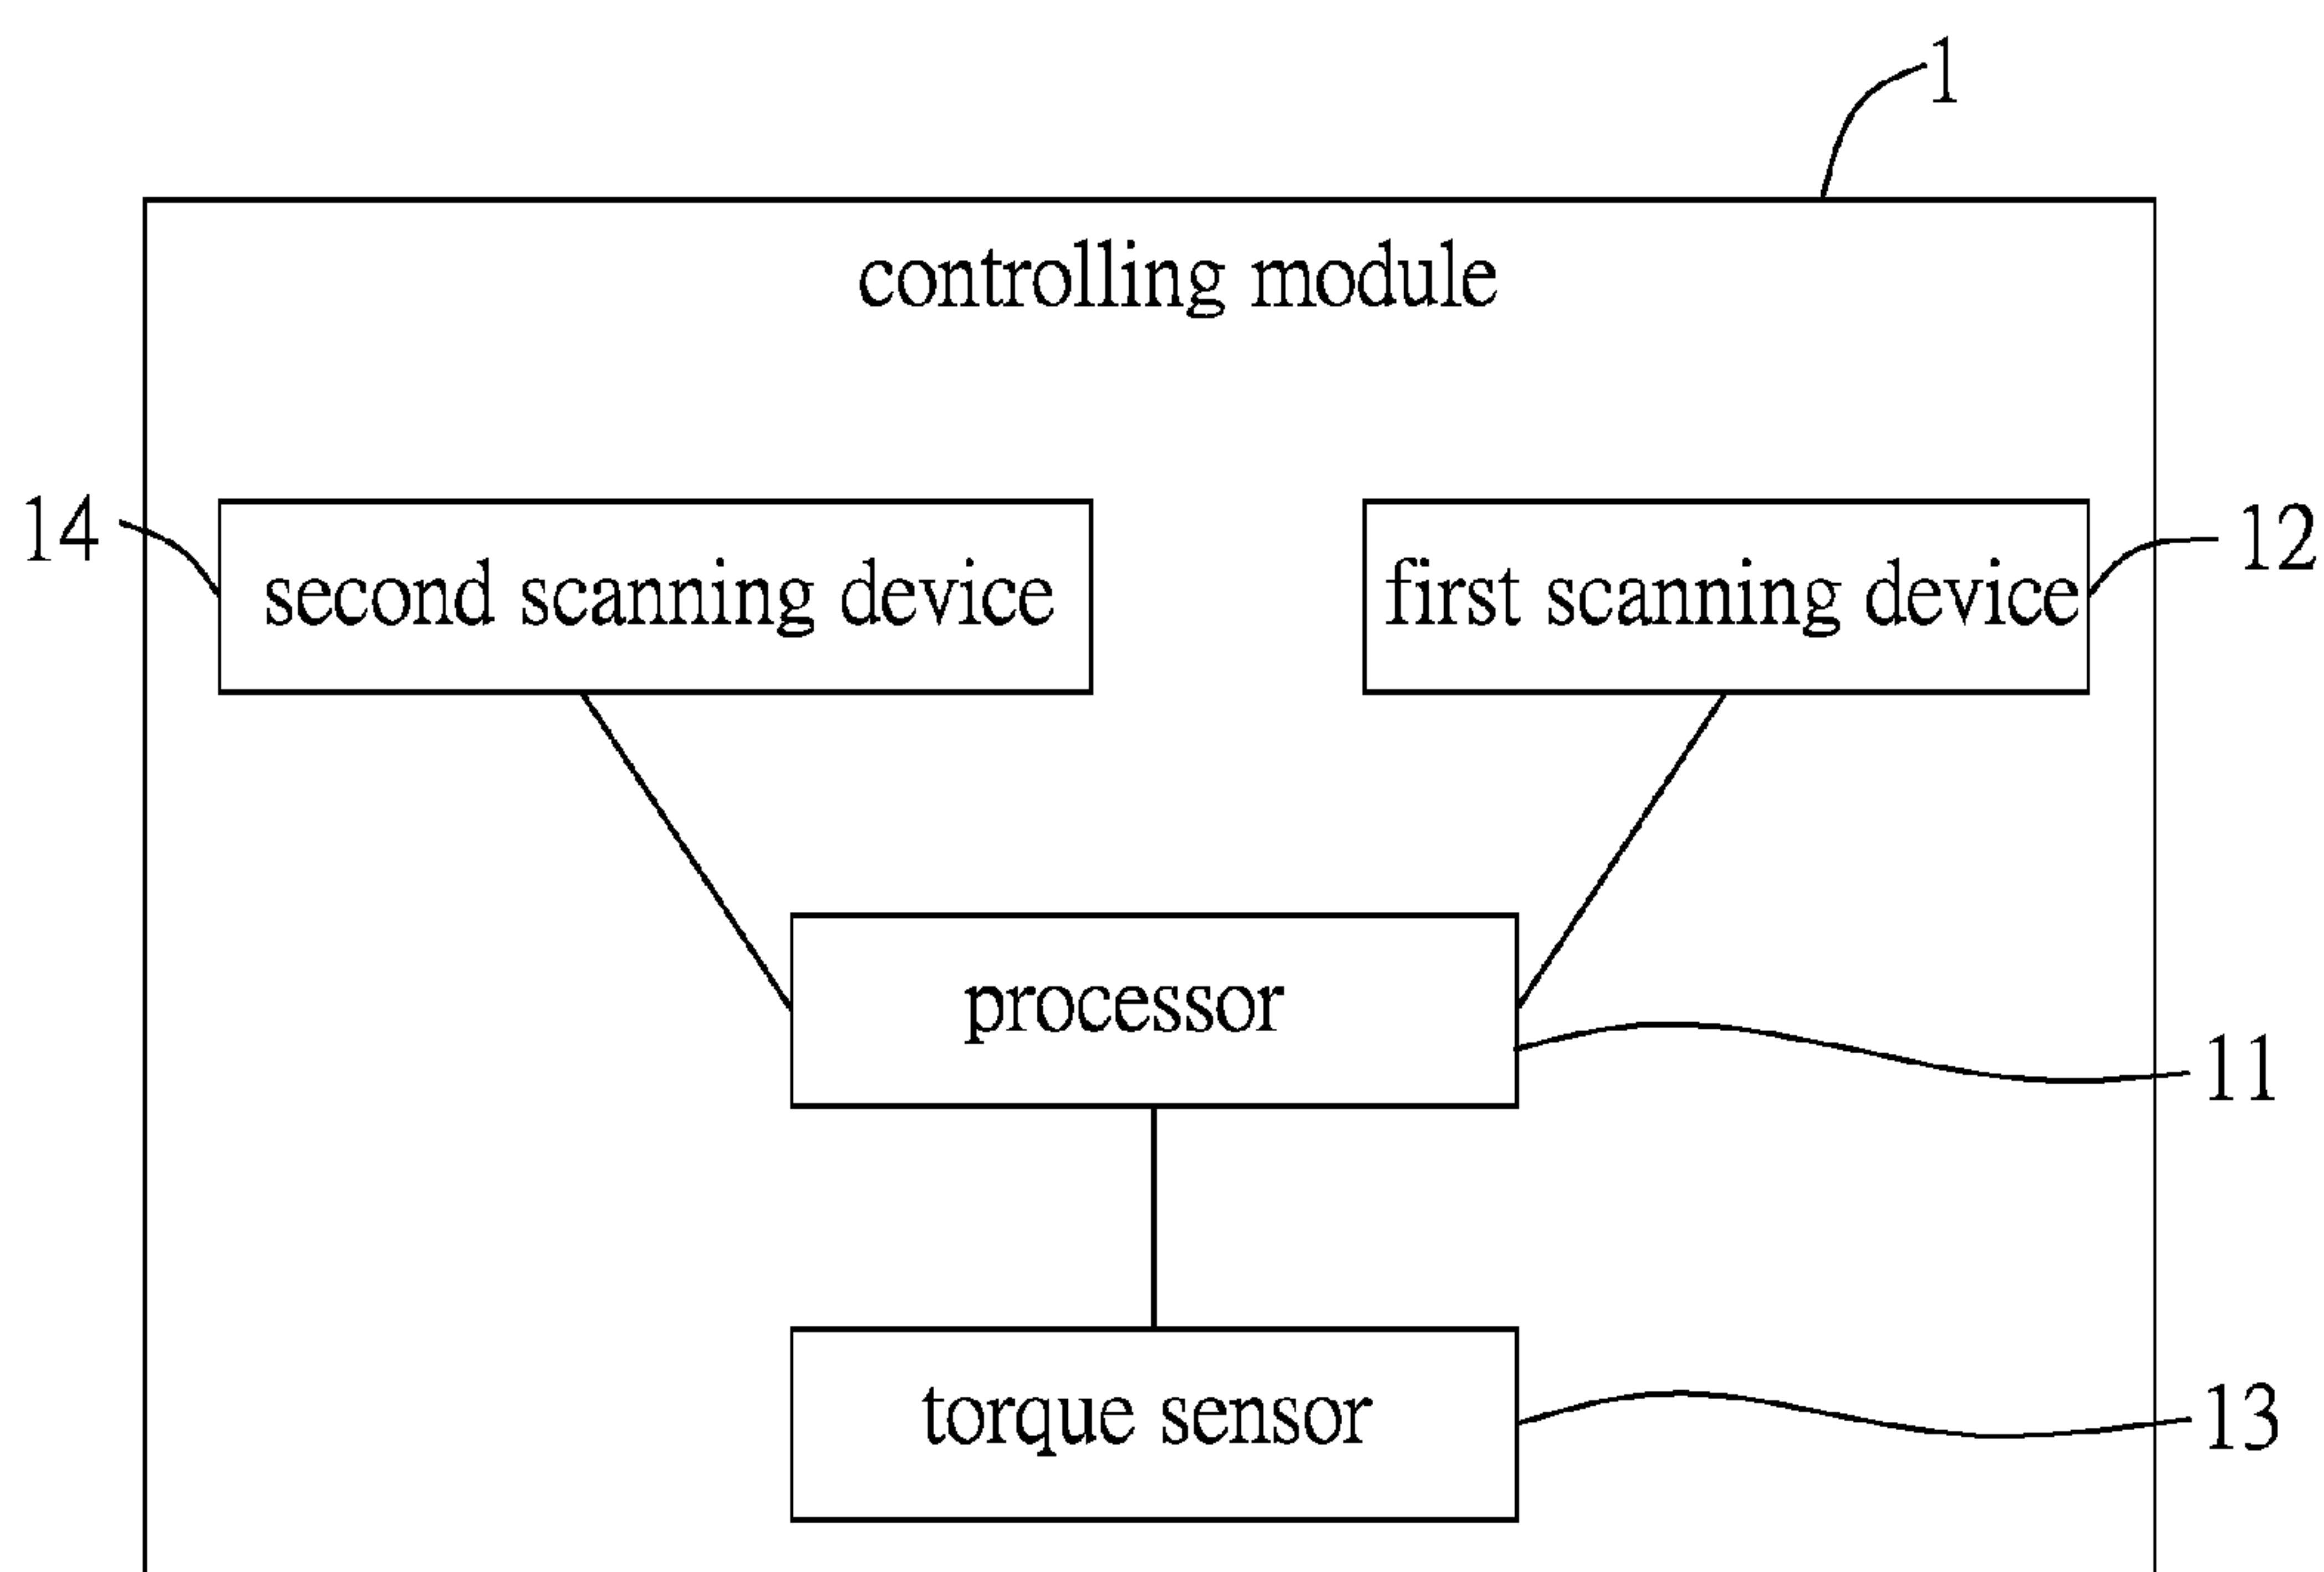 1
controlling module
14
second scanning device
first scanning device
12
processor
11
torque sensor
13